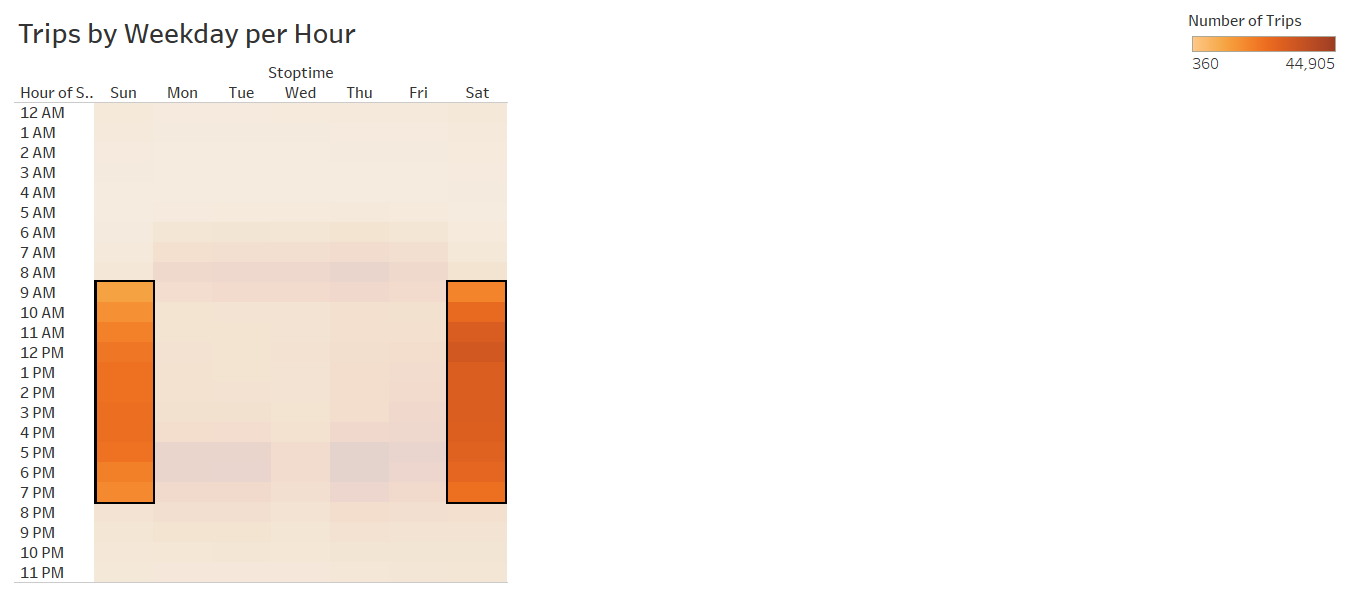 Trips by Weekday per Hour
Number of Trips
360 44,905
Stoptime
Hour of S.. Sun Mon Tue Wed Thu Fri Sat
12 AM
1 AM
2 AM
3 AM
4 AM
5 AM
6 AM
7 AM
8 AM
9 AM
10 AM
11 AM
12 PM
1 PM
2 PM
3 PM
4 PM
5 PM
6 PM
7 PM
8 PM
9 PM
10 PM
11 PM